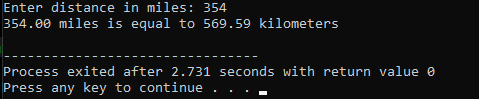 Enter distance in miles: 354
354.00 miles is equal to 569.59 kilometers
--------------------------------
Process exited after 2.731 seconds with return value 0
Press any key to continue . . .